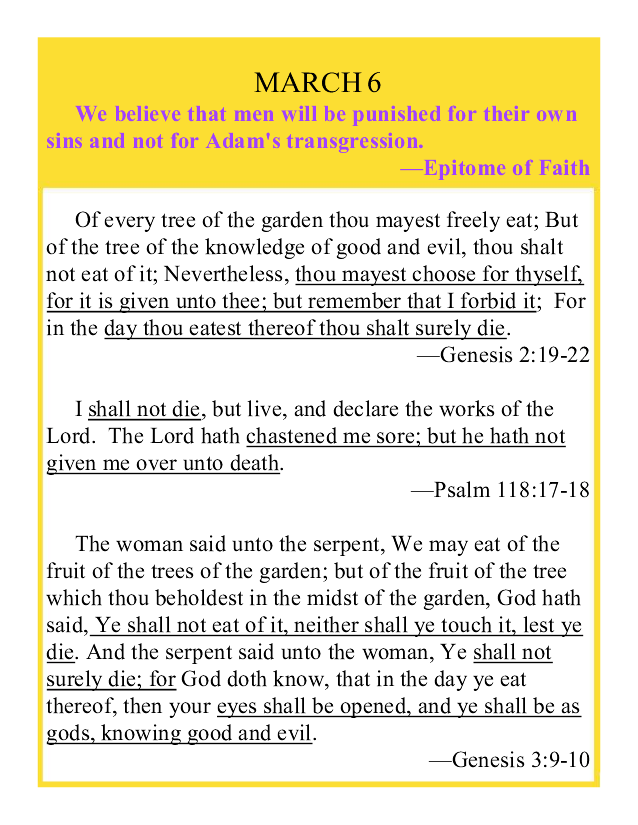 MARCH 6
We believe that men will be punished for their own
sins and not for Adam's transgression.
—Epitome of Faith
Of every tree of the garden thou mayest freely eat; But
of the tree of the knowledge of good and evil, thou shalt
not eat of it; Nevertheless, thou mayest choose for thyself,
for it is given unto thee; but remember that I forbid it; For
in the day thou eatest thereof thou shalt surely die.
—Genesis 2:19-22
I shall not die, but live, and declare the works of the
Lord. The Lord hath chastened me sore; but he hath not
given me over unto death.
—Psalm 118:17-18
The woman said unto the serpent, We may eat of the
fruit of the trees of the garden; but of the fruit of the tree
which thou beholdest in the midst of the garden, God hath
said, Ye shall not eat of it, neither shall ye touch it, lest ye
die. And the serpent said unto the woman, Ye shall not
surely die; for God doth know, that in the day ye eat
thereof, then your eyes shall be opened, and ye shall be as
gods, knowing good and evil.
—Genesis 3:9-10